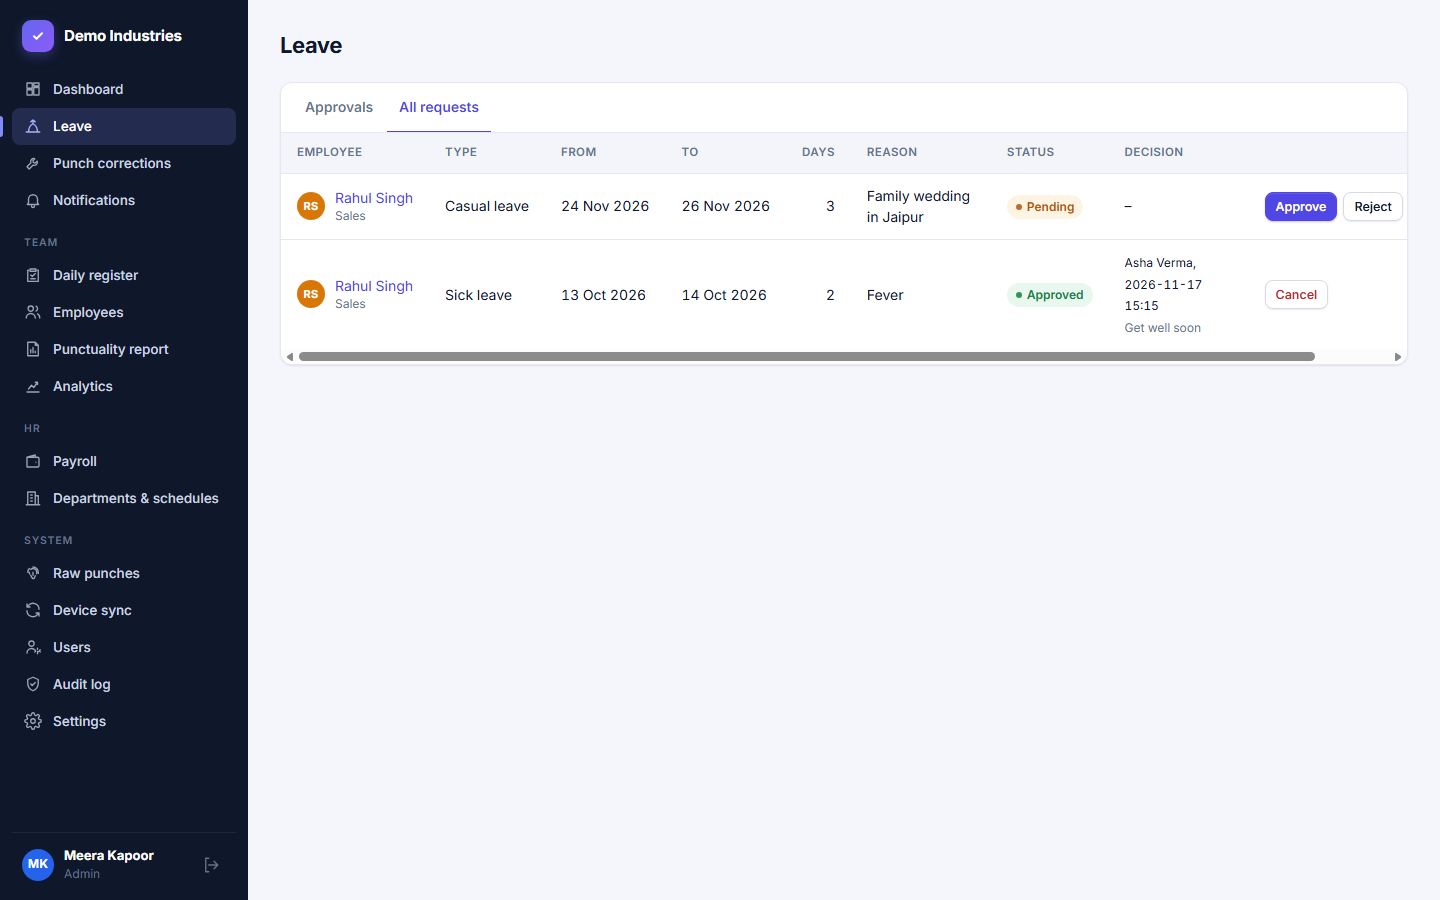 Demo Industries
Dashboard
Leave
Punch corrections
Notifications
TEAM
Daily register
Employees
Punctuality report
Analytics
HR
Payroll
Departments & schedules
SYSTEM
Raw punches
Device sync
Users
Audit log
Settings
MK
Meera Kapoor
Admin
Leave
Approvals All requests
EMPLOYEE TYPE FROM TO DAYS REASON STATUS DECISION
RS Rahul Singh
Sales
Casual leave 24 Nov 2026 26 Nov 2026 3
Family wedding
in Jaipur
Pending – Approve Reject
RS Rahul Singh
Sales
Sick leave 13 Oct 2026 14 Oct 2026 2 Fever Approved
Asha Verma,
2026-11-17
15:15
Get well soon
Cancel